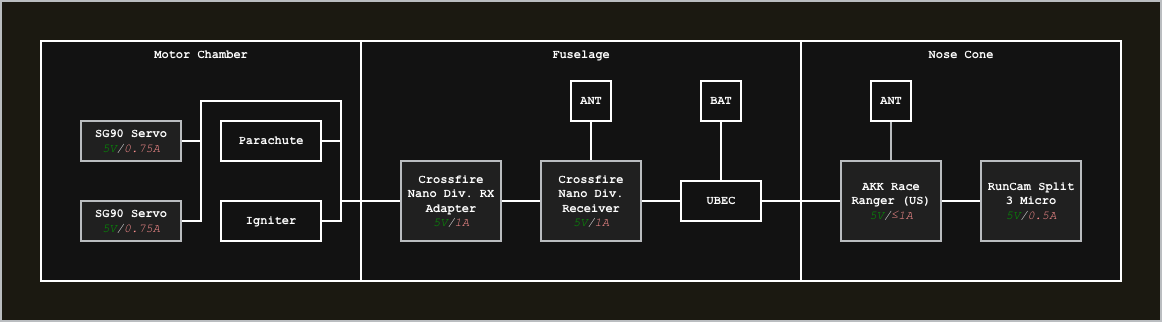 Motor Chamber
SG90 Servo
5V/0.75A
SG90 Servo
5V/0.75A
Parachute
Igniter
Fuselage
Crossfire
Nano Div. RX
Adapter
5V/1A
ANT
Crossfire
Nano Div.
Receiver
5V/1A
BAT
UBEC
Nose Cone
ANT
AKK Race
Ranger (US)
5V/≤1A
RunCam Split
3 Micro
5V/0.5A